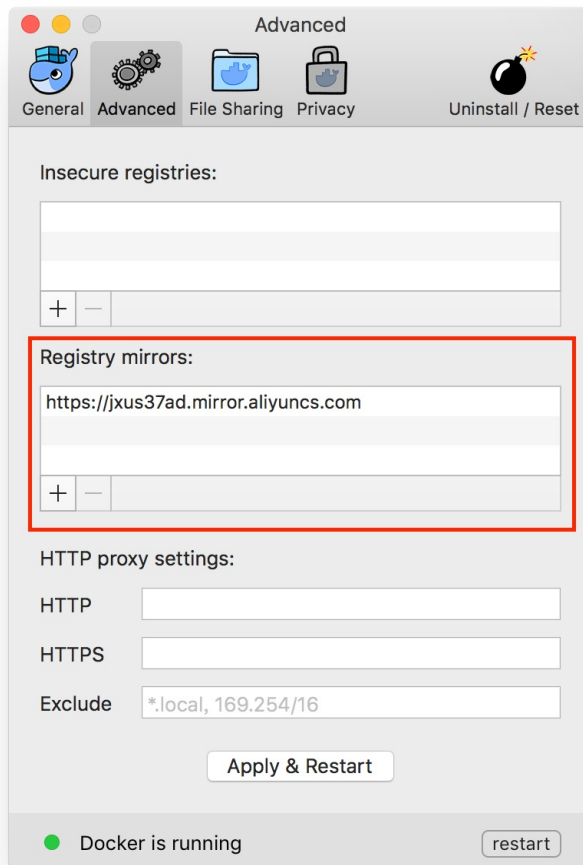 Advanced
General Advanced File Sharing Privacy Uninstall / Reset
Insecure registries:
Registry mirrors:
https://jxus37ad.mirror.aliyuncs.com
HTTP proxy settings:
HTTP
HTTPS
Exclude *.local, 169.254/16
Apply & Restart
Docker is running restart